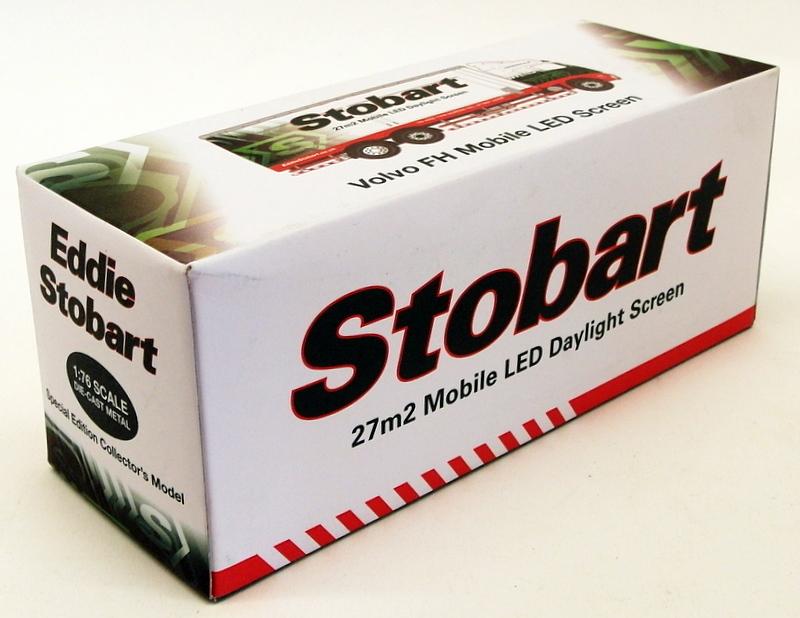 Stobart
27m2 Mobile LED Daylight Screen
Volvo FH Mobile LED Screen
Eddie
Stobart
1:76 SCALE
DIE-CAST METAL
Special Edition Collector's Model
S
Stobart
27m2 Mobile LED Daylight Screen